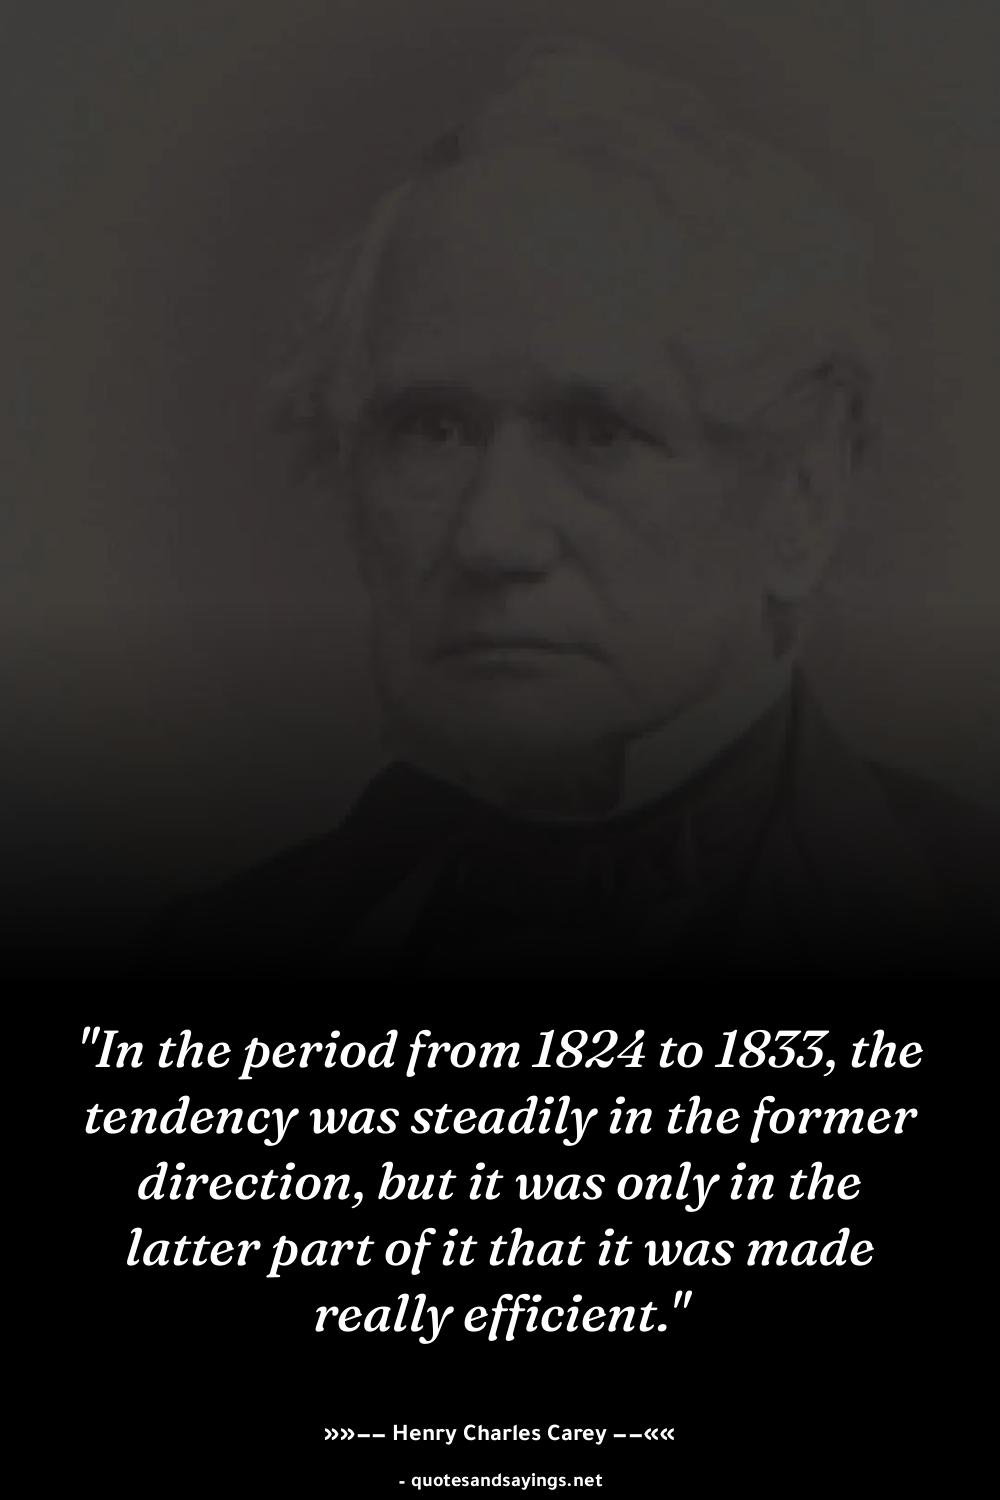 "In the period from 1824 to 1833, the
tendency was steadily in the former
direction, but it was only in the
latter part of it that it was made
really efficient."
»»-- Henry Charles Carey --««
- quotesandsayings.net